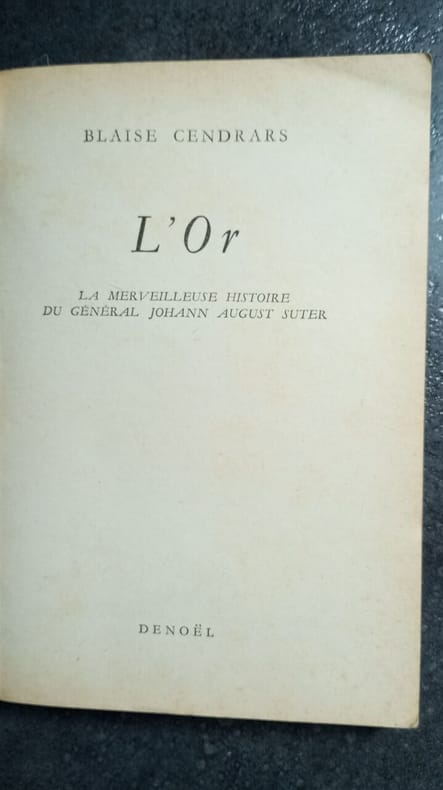 BLAISE CENDRARS
L'Or
LA MERVEILLEUSE HISTOIRE
DU GÉNÉRAL JOHANN AUGUST SUTER
DENOËL